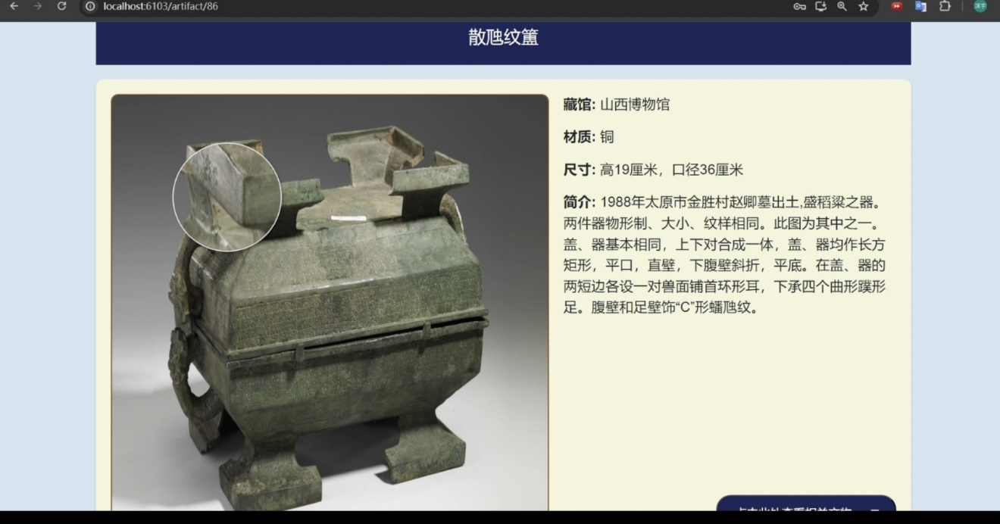 localhost:6103/artifact/86
散虺纹簠
藏馆: 山西博物馆
材质: 铜
尺寸: 高19厘米，口径36厘米
简介: 1988年太原市金胜村赵卿墓出土,盛稻粱之器。
两件器物形制、大小、纹样相同。此图为其中之一。
盖、器基本相同，上下对合成一体，盖、器均作长方
矩形，平口，直壁，下腹壁斜折，平底。在盖、器的
两短边各设一对兽面铺首环形耳，下承四个曲形蹼形
足。腹壁和足壁饰“C”形蟠虺纹。